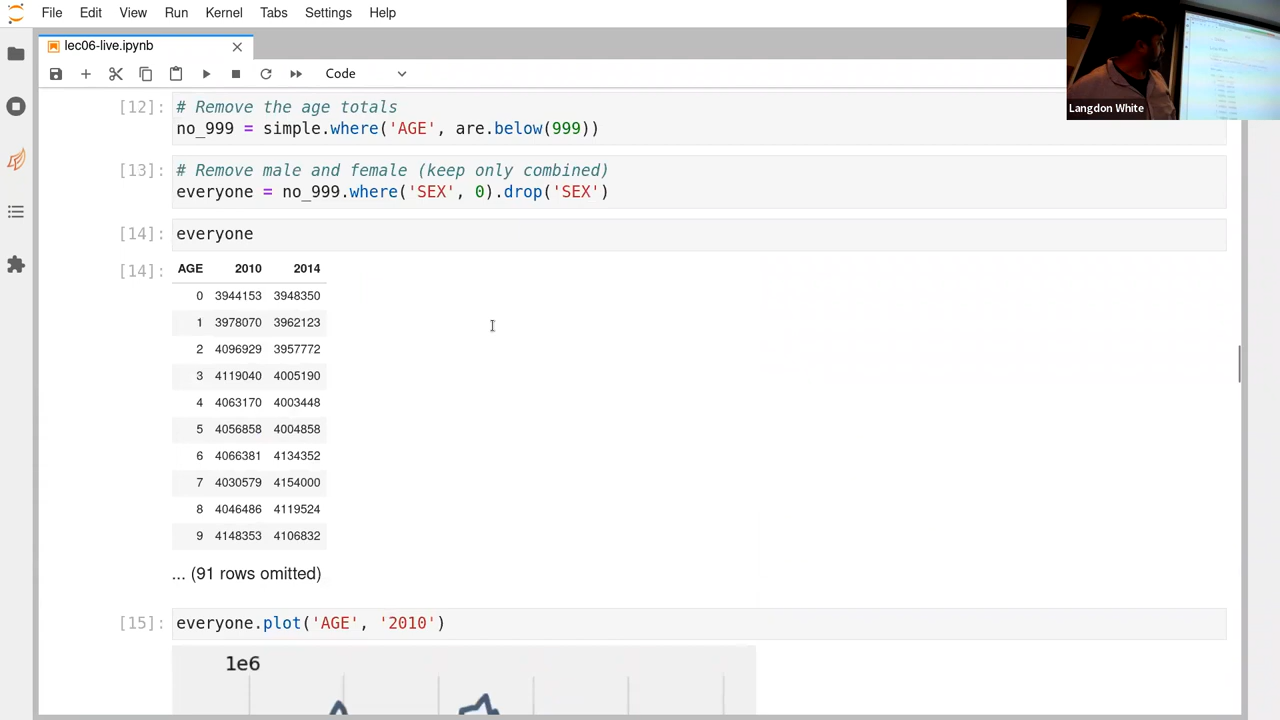 File Edit View Run Kernel Tabs Settings Help
lec06-live.ipynb
Code
Langdon White
[12]: # Remove the age totals
no_999 = simple.where('AGE', are.below(999))
[13]: # Remove male and female (keep only combined)
everyone = no_999.where('SEX', 0).drop('SEX')
[14]: everyone
[14]: AGE 2010 2014
0 3944153 3948350
1 3978070 3962123
2 4096929 3957772
3 4119040 4005190
4 4063170 4003448
5 4056858 4004858
6 4066381 4134352
7 4030579 4154000
8 4046486 4119524
9 4148353 4106832
... (91 rows omitted)
[15]: everyone.plot('AGE', '2010')
1e6